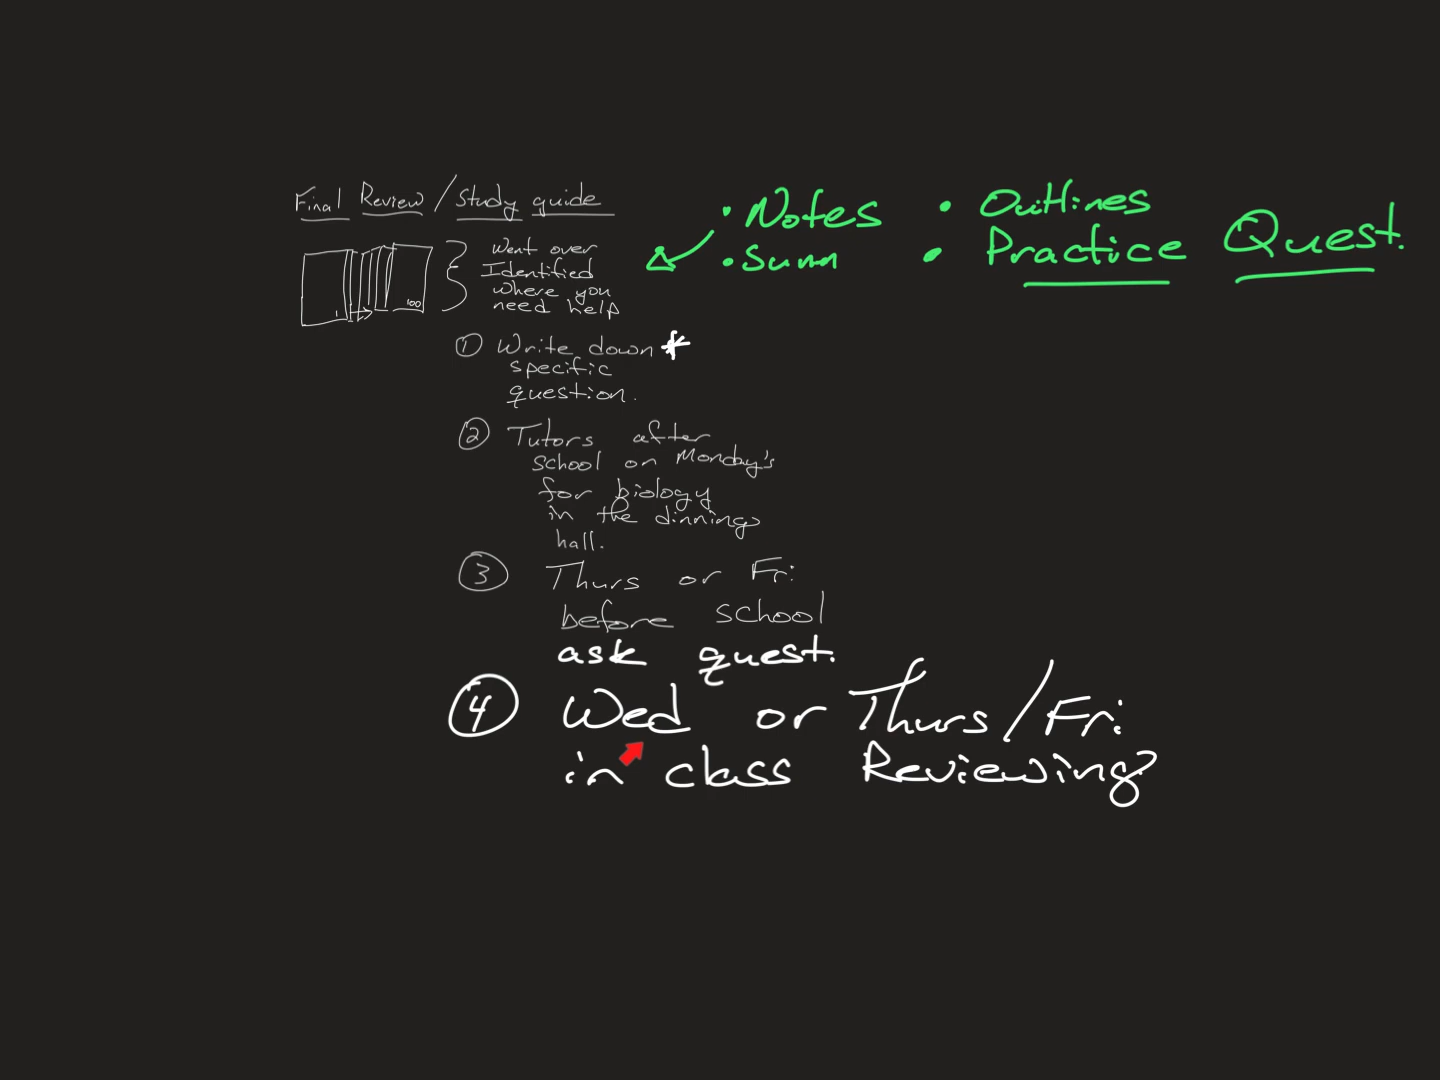 Final Review / Study guide
• Notes • Outlines
• Summ • Practice Quest.
Went over
Identified
where you
need help
1 100
① Write down *
specific
question.
② Tutors after
school on Monday's
for biology
in the dinning
hall.
③ Thurs or Fri
before school
ask quest.
④ Wed or Thurs/Fri
in class Reviewing